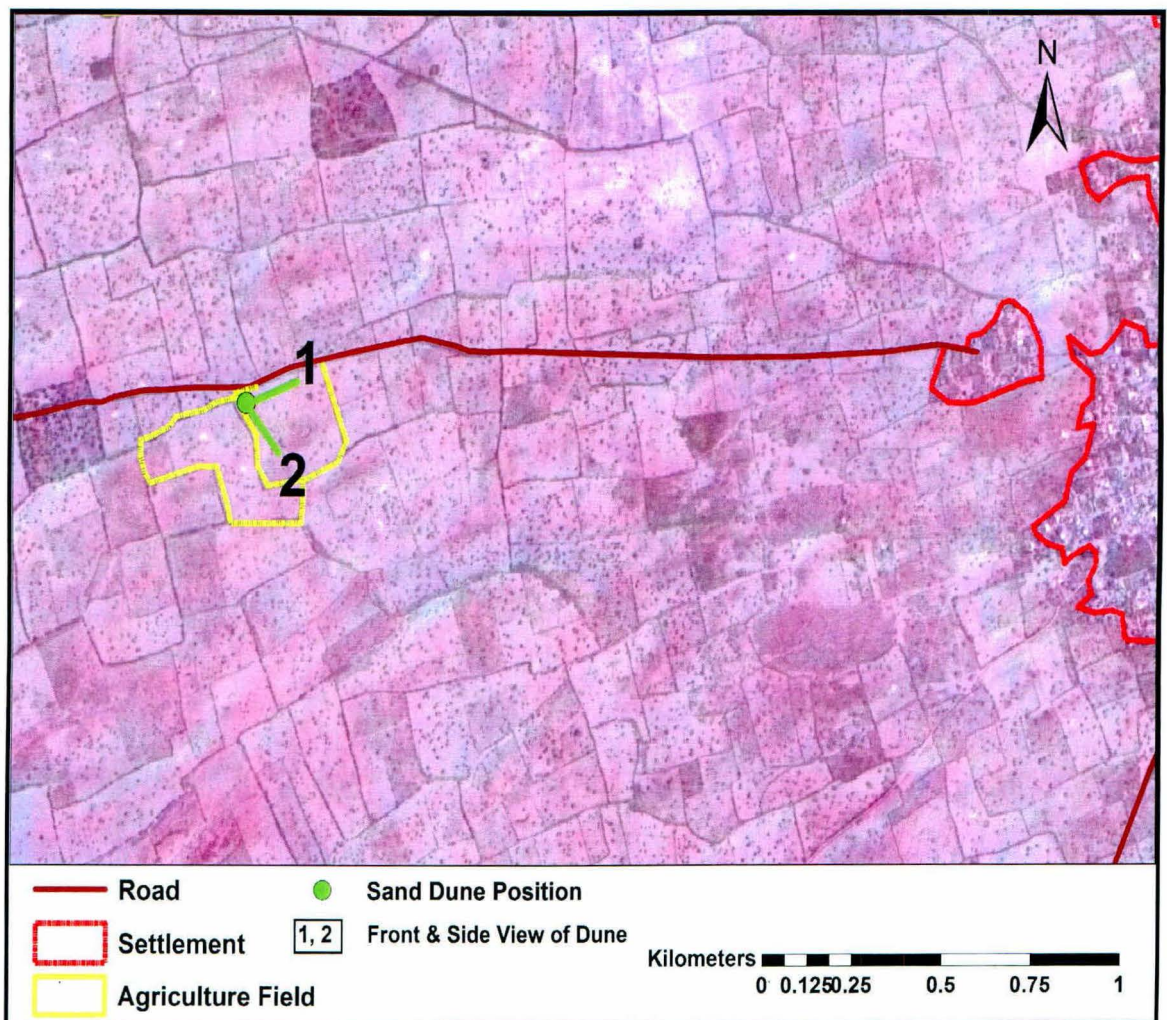 N
1
2
Road
Sand Dune Position
Settlement
1, 2 Front & Side View of Dune
Agriculture Field
Kilometers
0 0.125 0.25 0.5 0.75 1